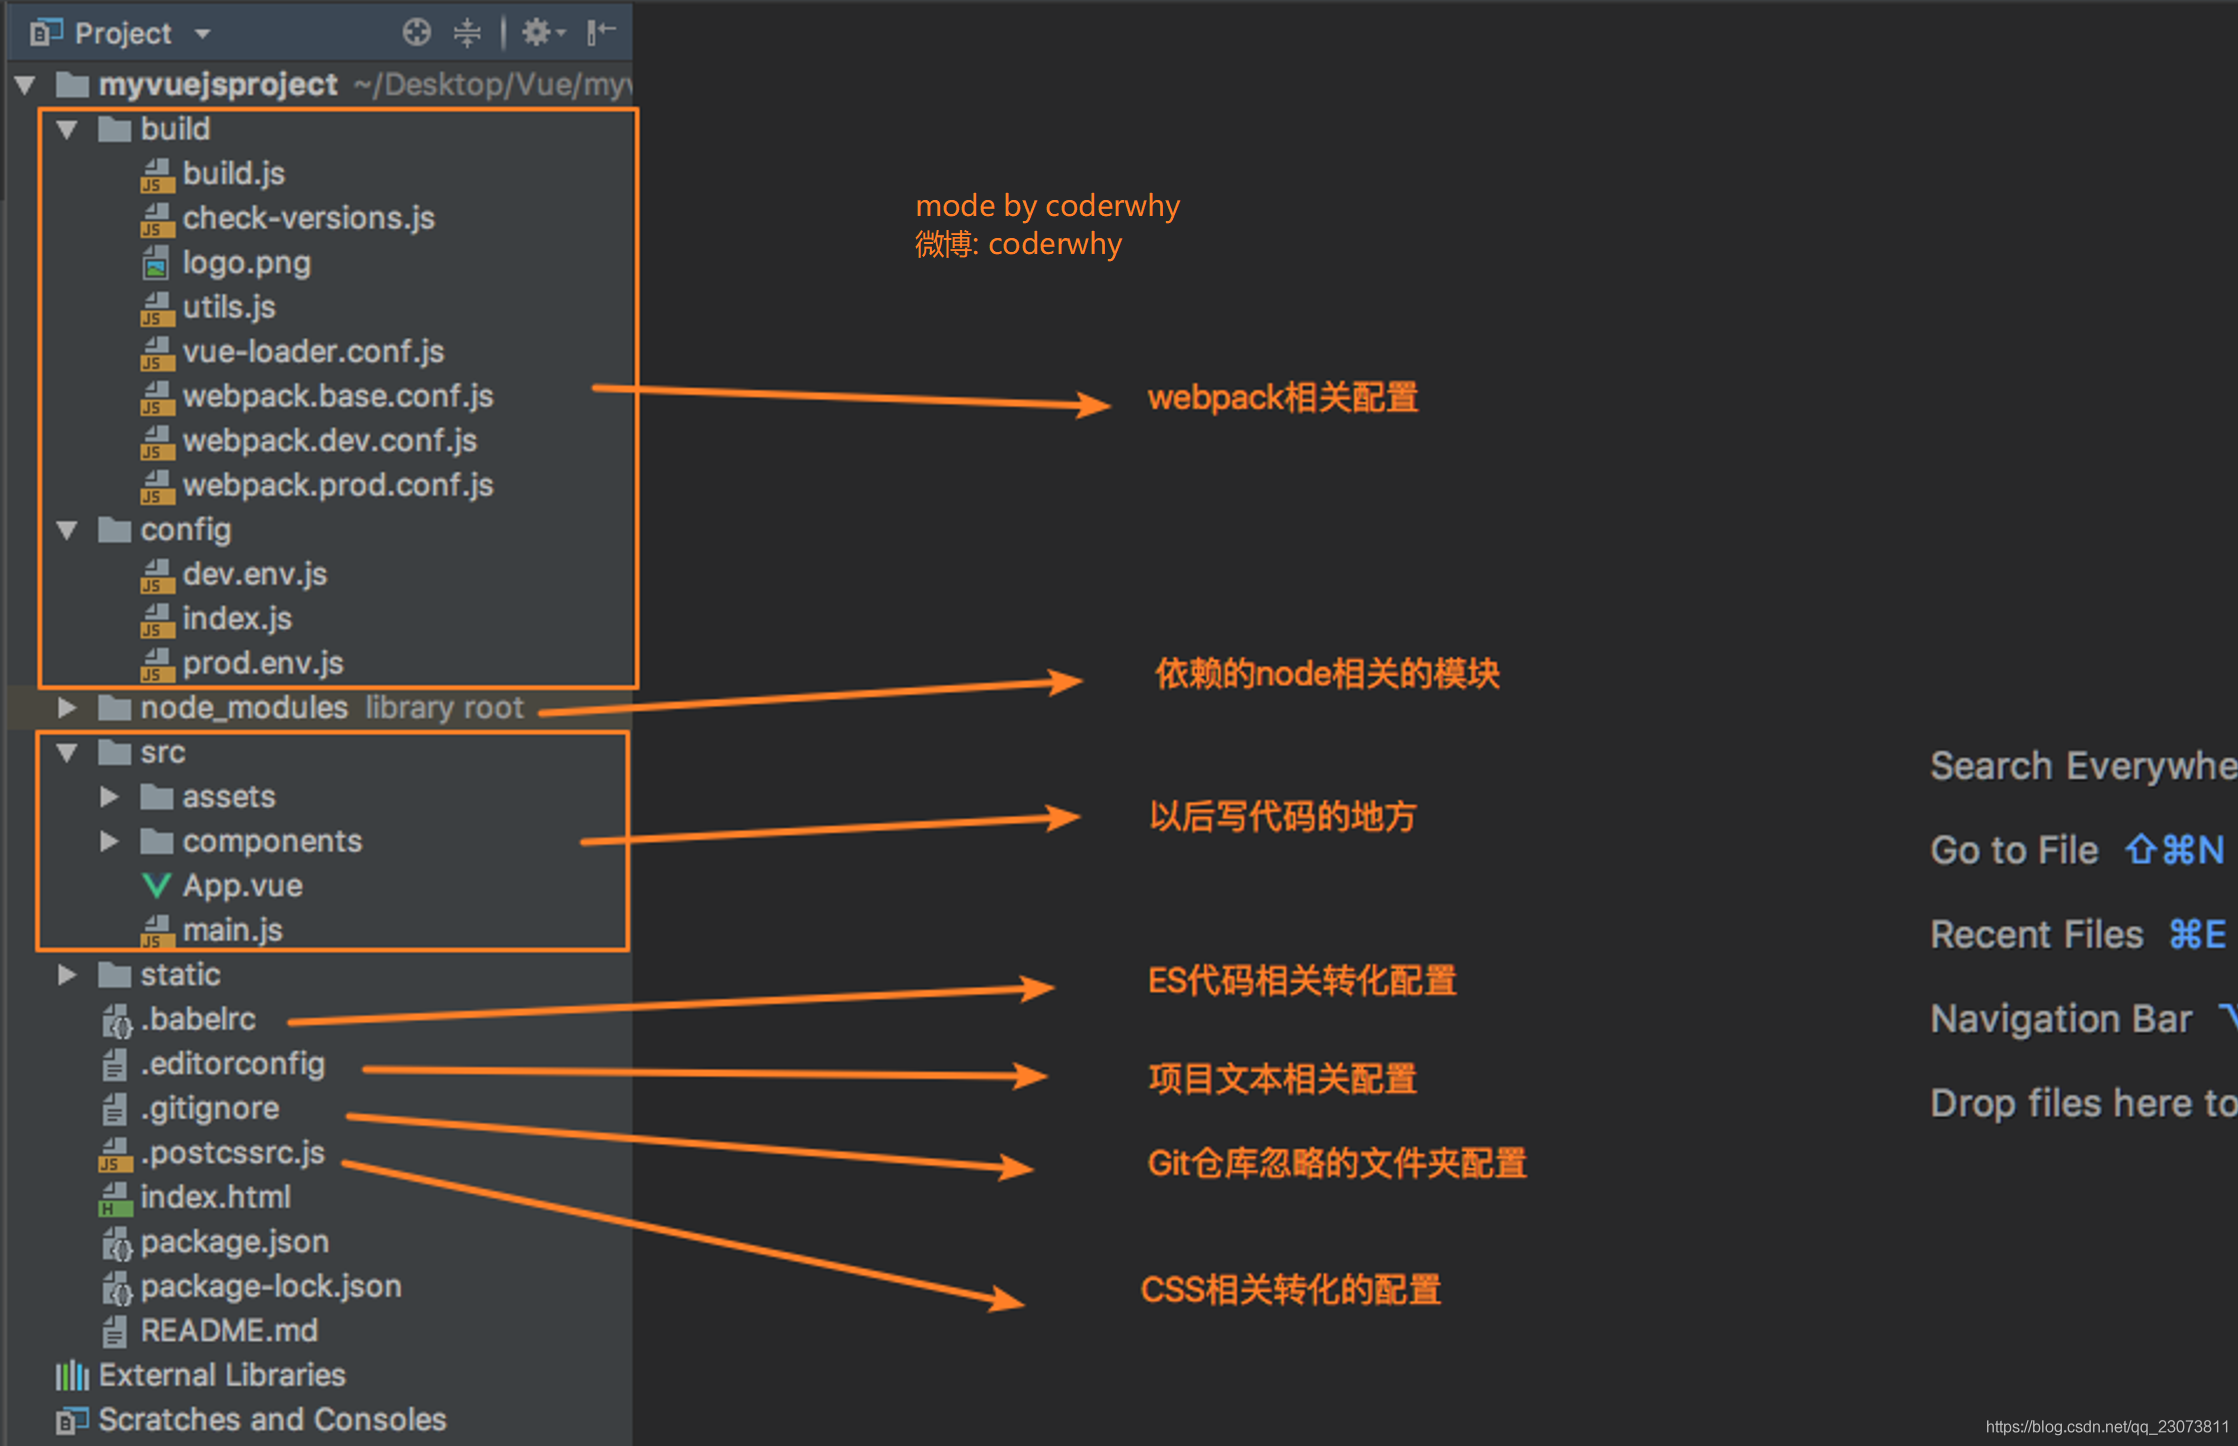 Project
myvuejsproject ~/Desktop/Vue/myv
build
build.js
check-versions.js
logo.png
utils.js
vue-loader.conf.js
webpack.base.conf.js
webpack.dev.conf.js
webpack.prod.conf.js
config
dev.env.js
index.js
prod.env.js
node_modules library root
src
assets
components
App.vue
main.js
static
.babelrc
.editorconfig
.gitignore
.postcssrc.js
index.html
package.json
package-lock.json
README.md
External Libraries
Scratches and Consoles
mode by coderwhy
微博: coderwhy
webpack相关配置
依赖的node相关的模块
以后写代码的地方
ES代码相关转化配置
项目文本相关配置
Git仓库忽略的文件夹配置
CSS相关转化的配置
Search Everywhe
Go to File ⇧⌘N
Recent Files ⌘E
Navigation Bar
Drop files here to
https://blog.csdn.net/qq_23073811